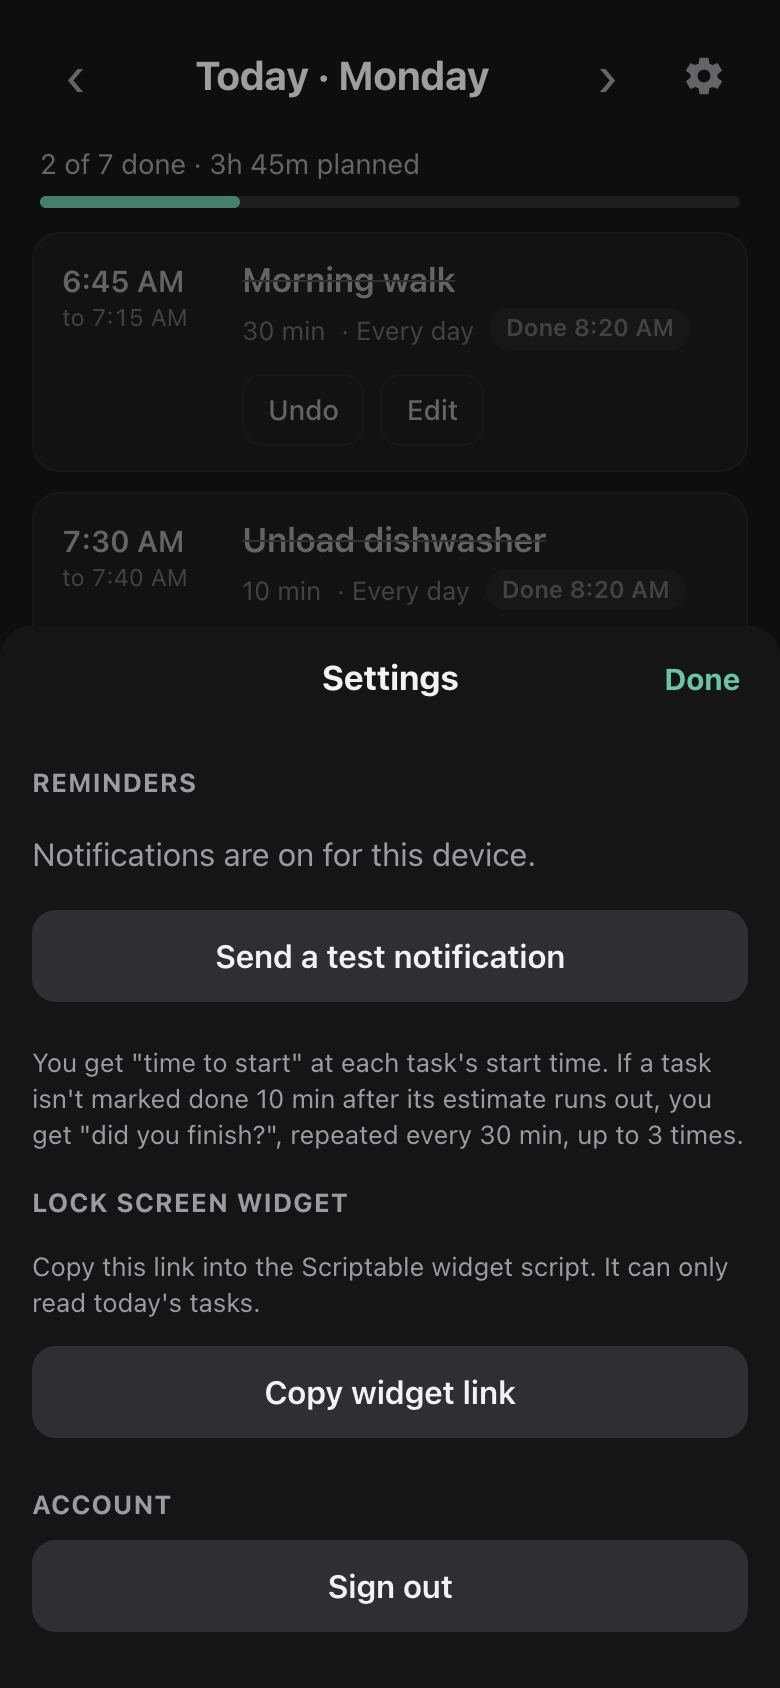 ‹ Today · Monday ›
2 of 7 done · 3h 45m planned
6:45 AM Morning walk
to 7:15 AM 30 min · Every day Done 8:20 AM
Undo Edit
7:30 AM Unload dishwasher
to 7:40 AM 10 min · Every day Done 8:20 AM
Settings Done
REMINDERS
Notifications are on for this device.
Send a test notification
You get "time to start" at each task's start time. If a task
isn't marked done 10 min after its estimate runs out, you
get "did you finish?", repeated every 30 min, up to 3 times.
LOCK SCREEN WIDGET
Copy this link into the Scriptable widget script. It can only
read today's tasks.
Copy widget link
ACCOUNT
Sign out